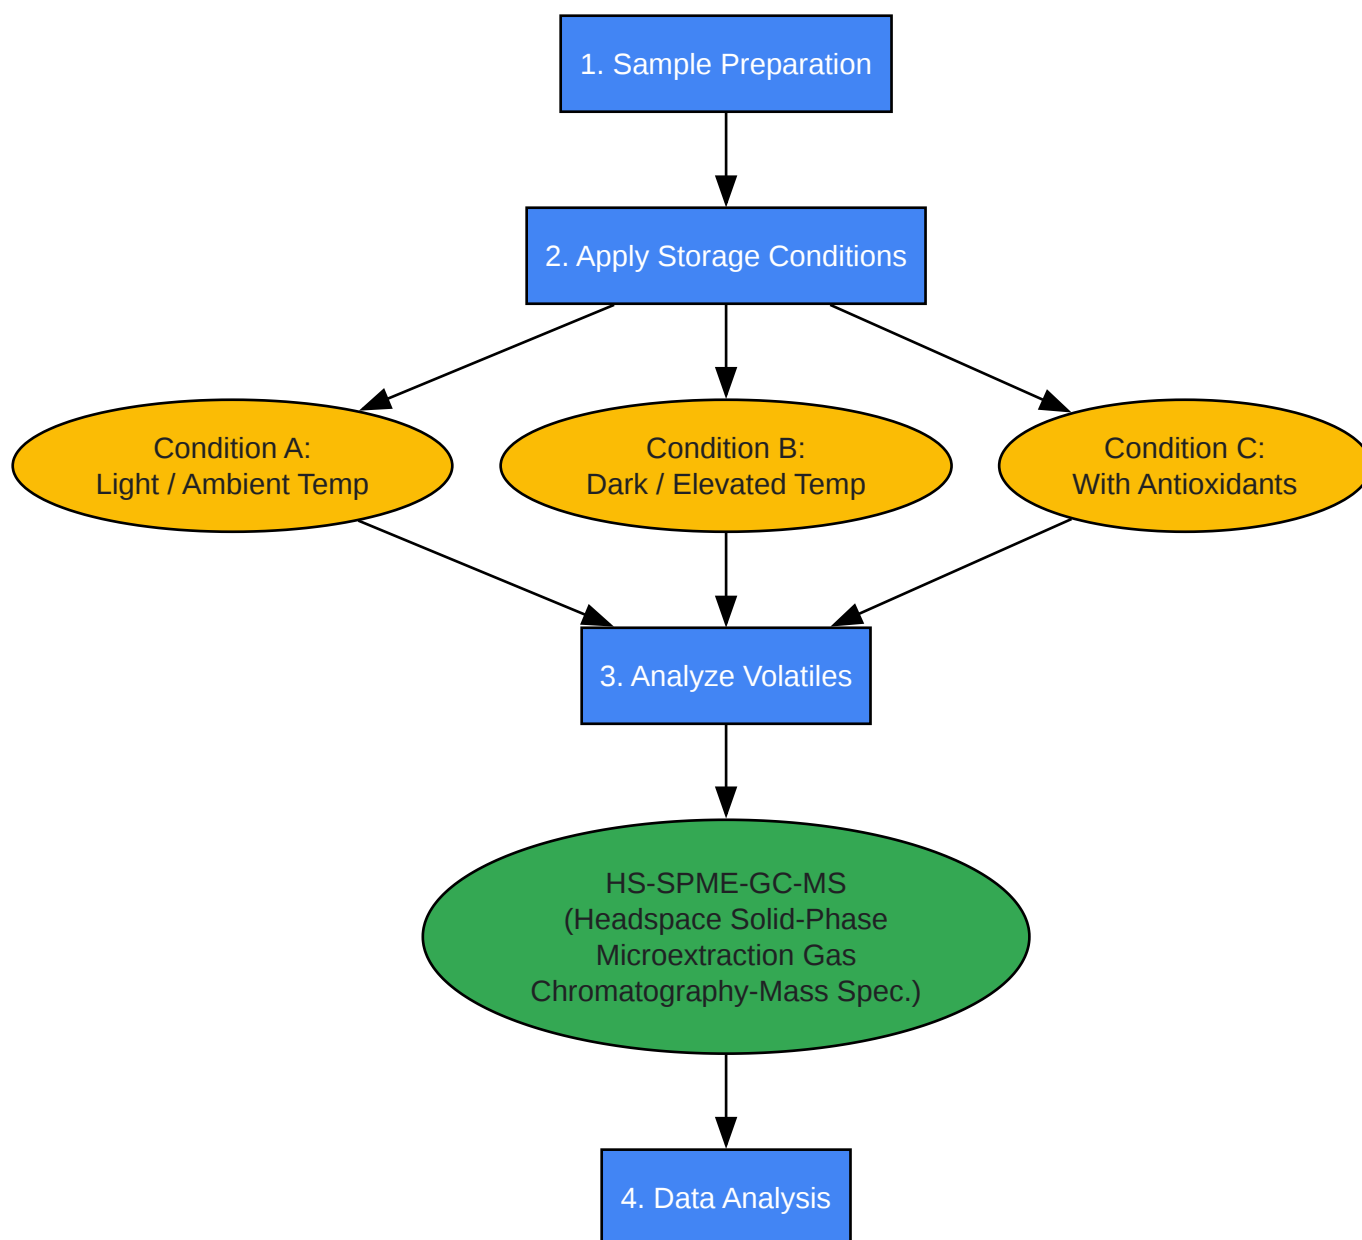 1. Sample Preparation
2. Apply Storage Conditions
Condition A:
Light / Ambient Temp
Condition B:
Dark / Elevated Temp
Condition C:
With Antioxidants
3. Analyze Volatiles
HS-SPME-GC-MS
(Headspace Solid-Phase
Microextraction Gas
Chromatography-Mass Spec.)
4. Data Analysis